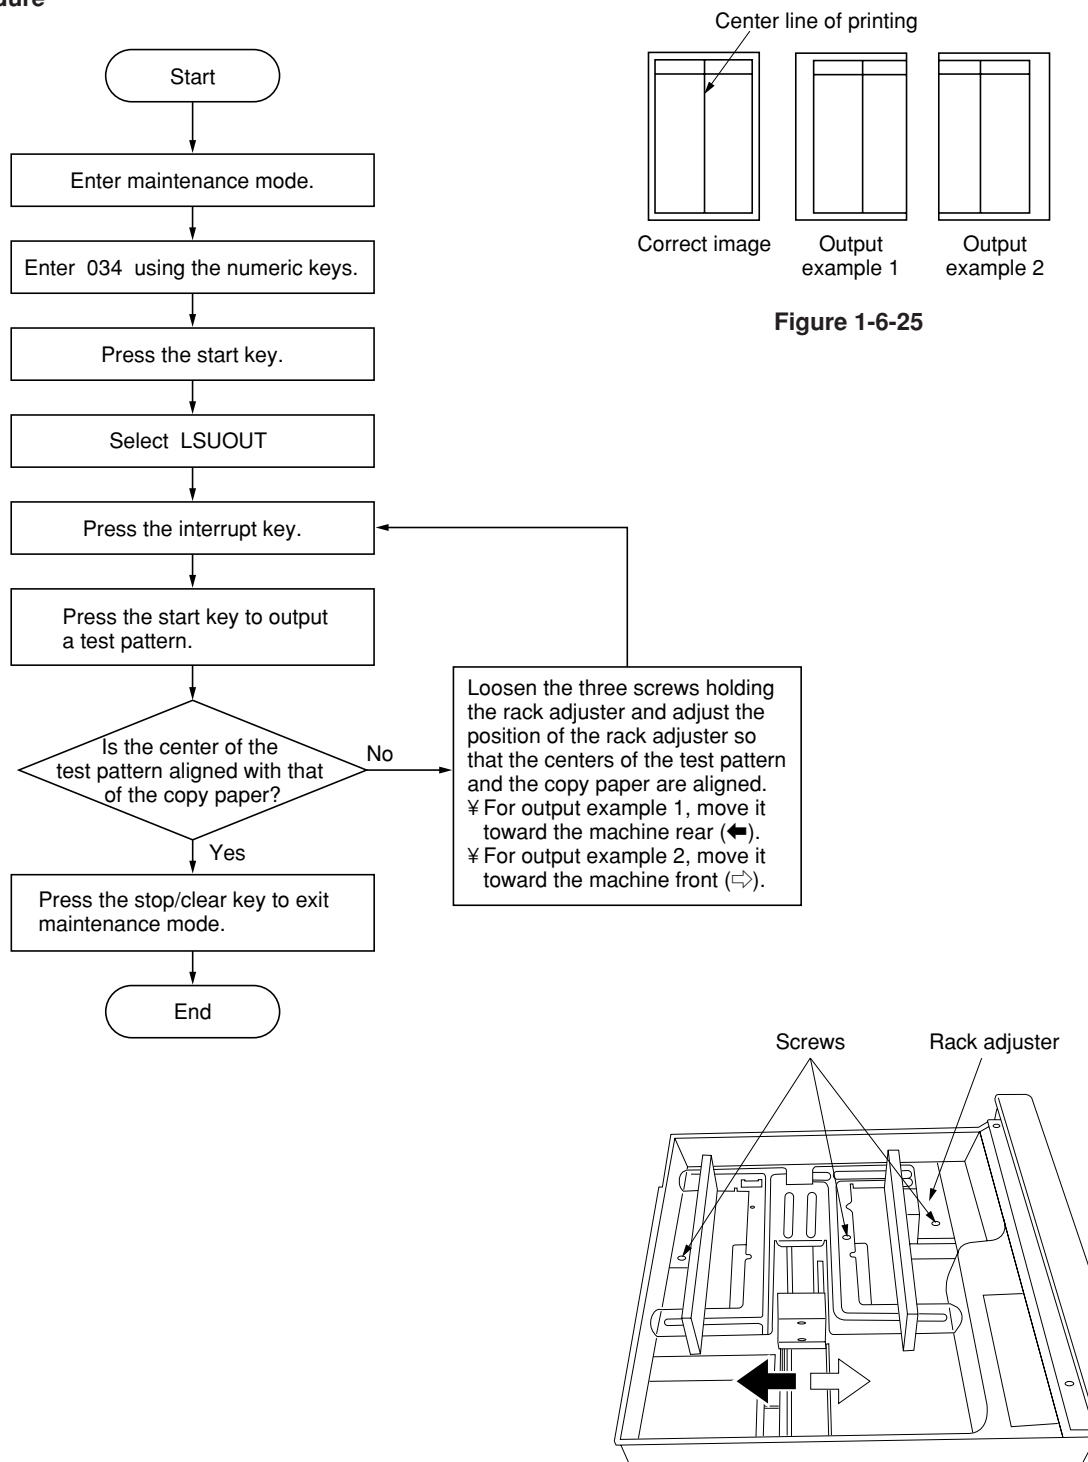 Start
Enter maintenance mode.
Enter  034  using the numeric keys.
Press the start key.
Select  LSUOUT
Press the interrupt key.
Press the start key to output
a test pattern.
Is the center of the
test pattern aligned with that
of the copy paper?
No
Yes
Loosen the three screws holding
the rack adjuster and adjust the
position of the rack adjuster so
that the centers of the test pattern
and the copy paper are aligned.
¥ For output example 1, move it
toward the machine rear (⬅).
¥ For output example 2, move it
toward the machine front (⇨).
Press the stop/clear key to exit
maintenance mode.
End
Center line of printing
Correct image
Output
example 1
Output
example 2
Figure 1-6-25
Screws
Rack adjuster